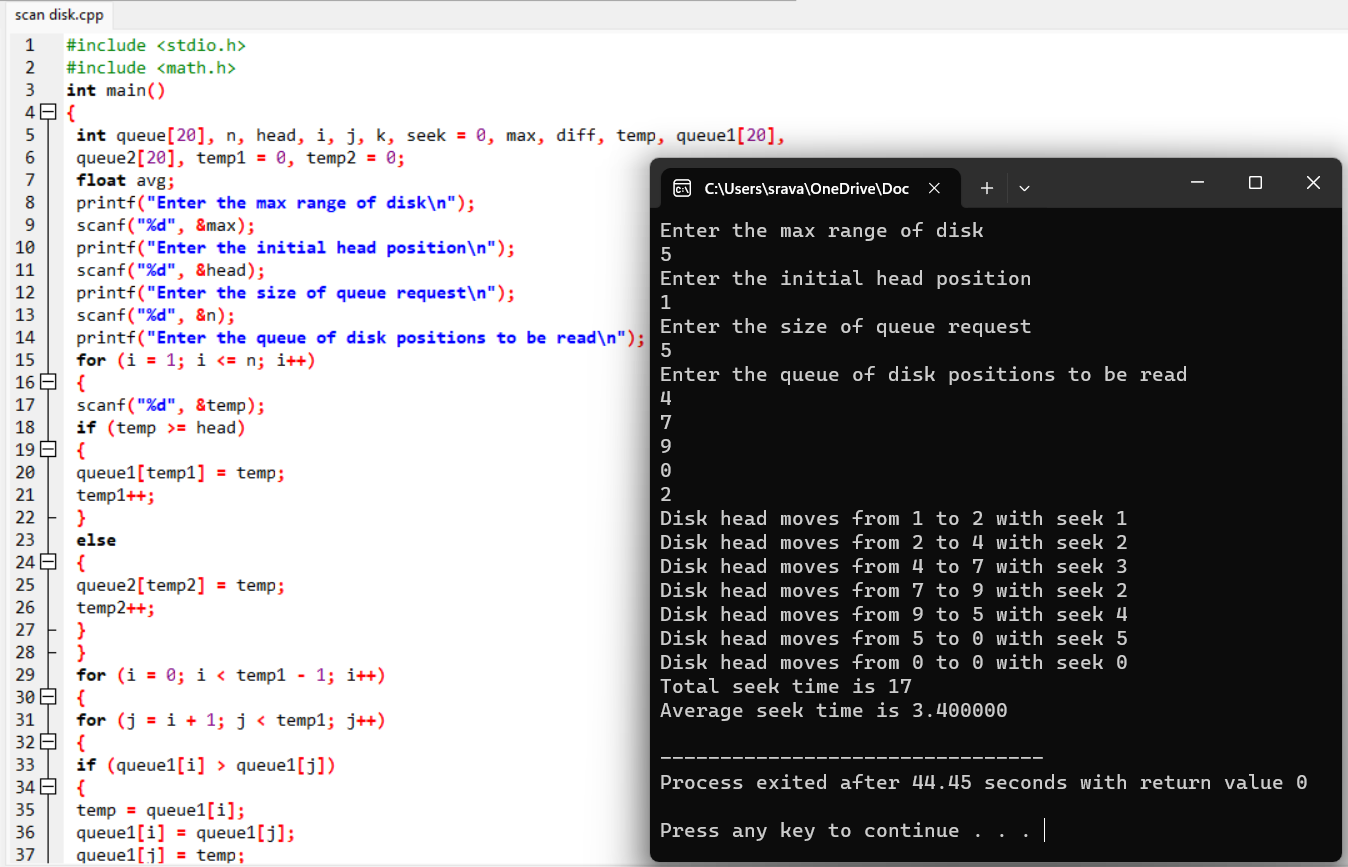 scan disk.cpp
1 #include <stdio.h>
2 #include <math.h>
3 int main()
4 {
5 int queue[20], n, head, i, j, k, seek = 0, max, diff, temp, queue1[20],
6 queue2[20], temp1 = 0, temp2 = 0;
7 float avg;
8 printf("Enter the max range of disk\n");
9 scanf("%d", &max);
10 printf("Enter the initial head position\n");
11 scanf("%d", &head);
12 printf("Enter the size of queue request\n");
13 scanf("%d", &n);
14 printf("Enter the queue of disk positions to be read\n");
15 for (i = 1; i <= n; i++)
16 {
17 scanf("%d", &temp);
18 if (temp >= head)
19 {
20 queue1[temp1] = temp;
21 temp1++;
22 }
23 else
24 {
25 queue2[temp2] = temp;
26 temp2++;
27 }
28 }
29 for (i = 0; i < temp1 - 1; i++)
30 {
31 for (j = i + 1; j < temp1; j++)
32 {
33 if (queue1[i] > queue1[j])
34 {
35 temp = queue1[i];
36 queue1[i] = queue1[j];
37 queue1[j] = temp;
C:\Users\srava\OneDrive\Doc
Enter the max range of disk
5
Enter the initial head position
1
Enter the size of queue request
5
Enter the queue of disk positions to be read
4
7
9
0
2
Disk head moves from 1 to 2 with seek 1
Disk head moves from 2 to 4 with seek 2
Disk head moves from 4 to 7 with seek 3
Disk head moves from 7 to 9 with seek 2
Disk head moves from 9 to 5 with seek 4
Disk head moves from 5 to 0 with seek 5
Disk head moves from 0 to 0 with seek 0
Total seek time is 17
Average seek time is 3.400000
--------------------------------
Process exited after 44.45 seconds with return value 0
Press any key to continue . . .